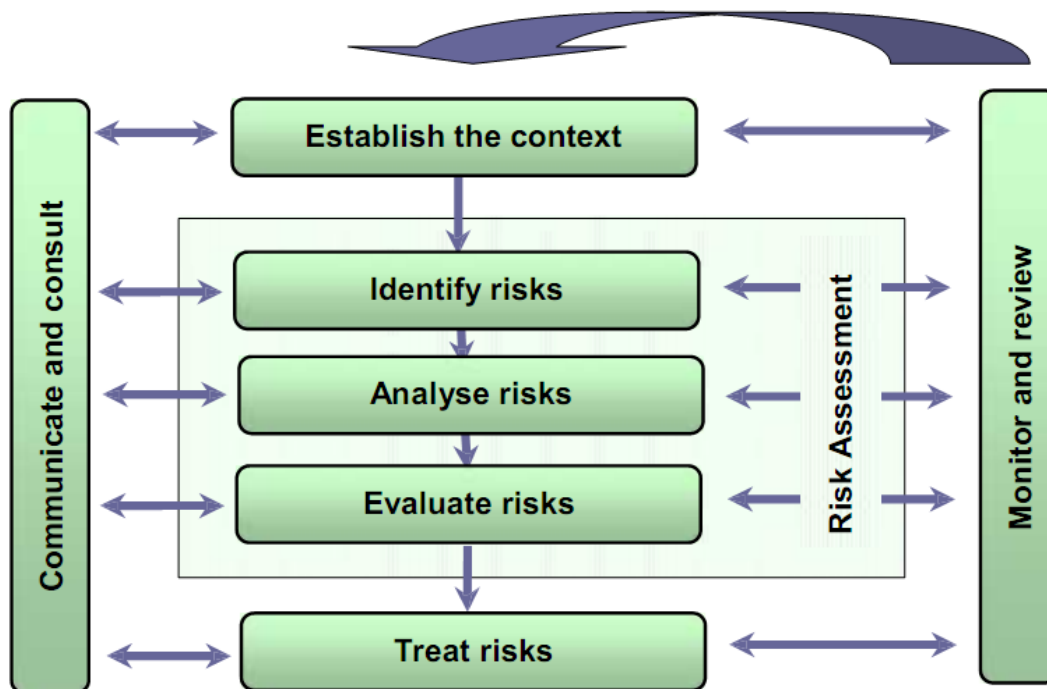 Establish the context
Communicate and consult
Identify risks
Analyse risks
Evaluate risks
Risk Assessment
Monitor and review
Treat risks